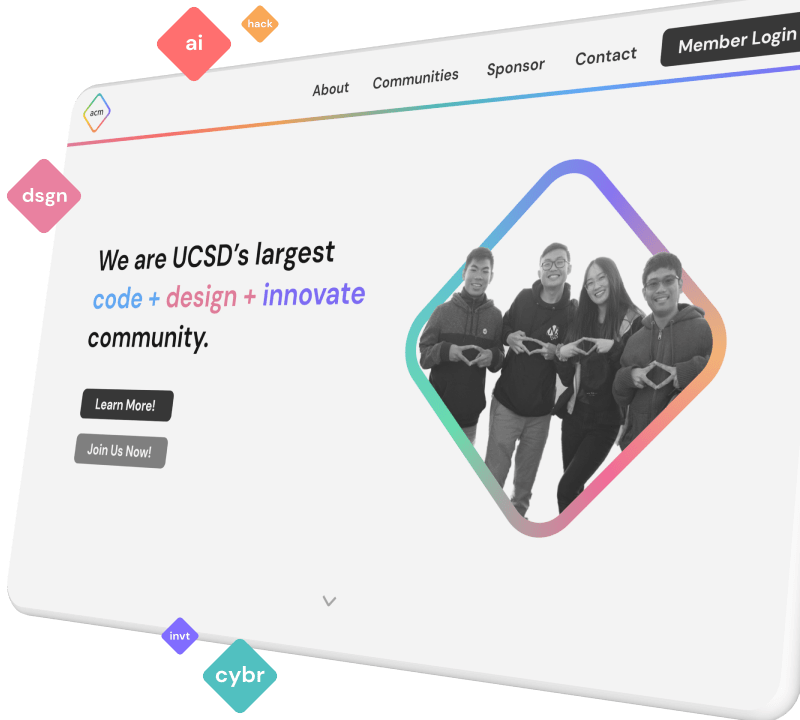 ai
hack
acm
About
Communities
Sponsor
Contact
Member Login
dsgn
We are UCSD’s largest
code + design + innovate
community.
Learn More!
Join Us Now!
invt
cybr